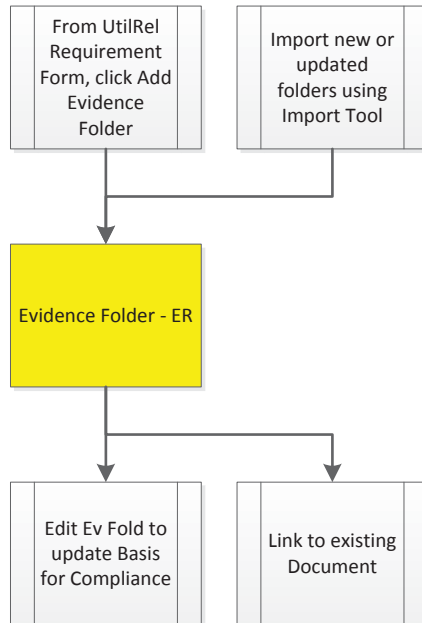 From UtilRel
Requirement
Form, click Add
Evidence
Folder
Import new or
updated
folders using
Import Tool
Evidence Folder - ER
Edit Ev Fold to
update Basis
for Compliance
Link to existing
Document